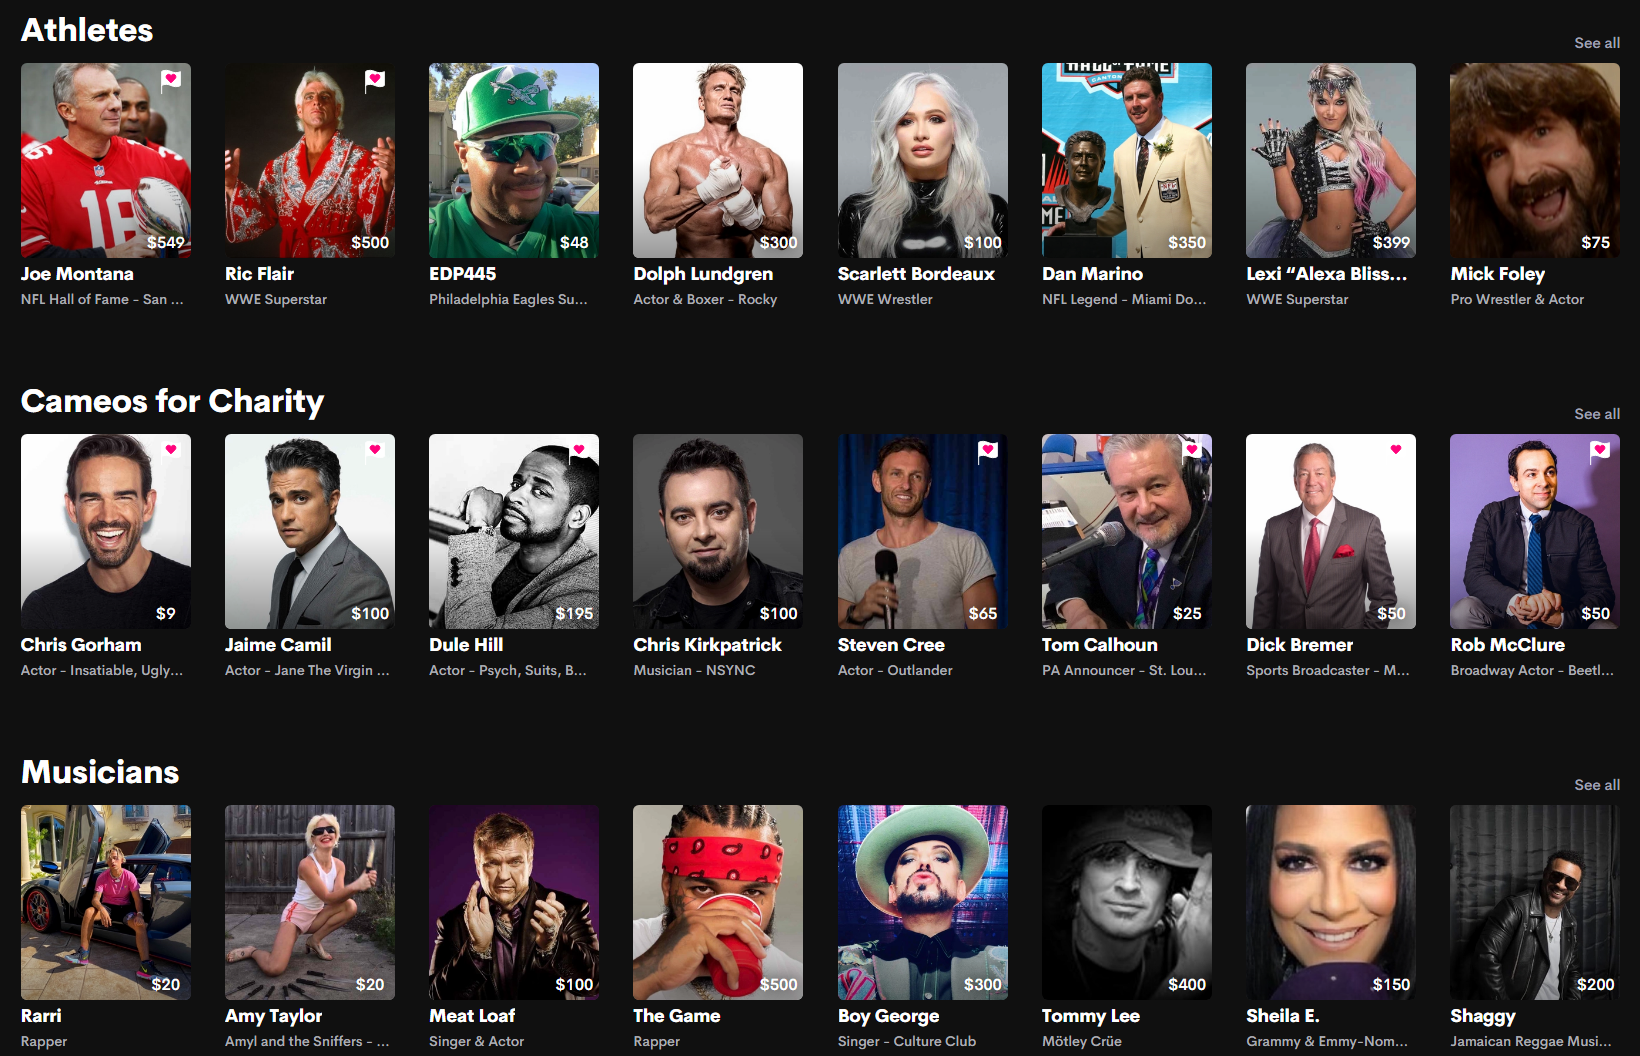 Athletes
See all
HALL OF FAME
CANTON
16
$549
$500
$48
$300
$100
$350
$399
$75
Joe Montana
Ric Flair
EDP445
Dolph Lundgren
Scarlett Bordeaux
Dan Marino
Lexi “Alexa Bliss...
Mick Foley
NFL Hall of Fame - San ...
WWE Superstar
Philadelphia Eagles Su...
Actor & Boxer - Rocky
WWE Wrestler
NFL Legend - Miami Do...
WWE Superstar
Pro Wrestler & Actor
Cameos for Charity
See all
$9
$100
$195
$100
$65
$25
$50
$50
Chris Gorham
Jaime Camil
Dule Hill
Chris Kirkpatrick
Steven Cree
Tom Calhoun
Dick Bremer
Rob McClure
Actor - Insatiable, Ugly...
Actor - Jane The Virgin ...
Actor - Psych, Suits, B...
Musician - NSYNC
Actor - Outlander
PA Announcer - St. Lou...
Sports Broadcaster - M...
Broadway Actor - Beetl...
Musicians
See all
$20
$20
$100
$500
$300
$400
$150
$200
Rarri
Amy Taylor
Meat Loaf
The Game
Boy George
Tommy Lee
Sheila E.
Shaggy
Rapper
Amyl and the Sniffers - ...
Singer & Actor
Rapper
Singer - Culture Club
Mötley Crüe
Grammy & Emmy-Nom...
Jamaican Reggae Musi...